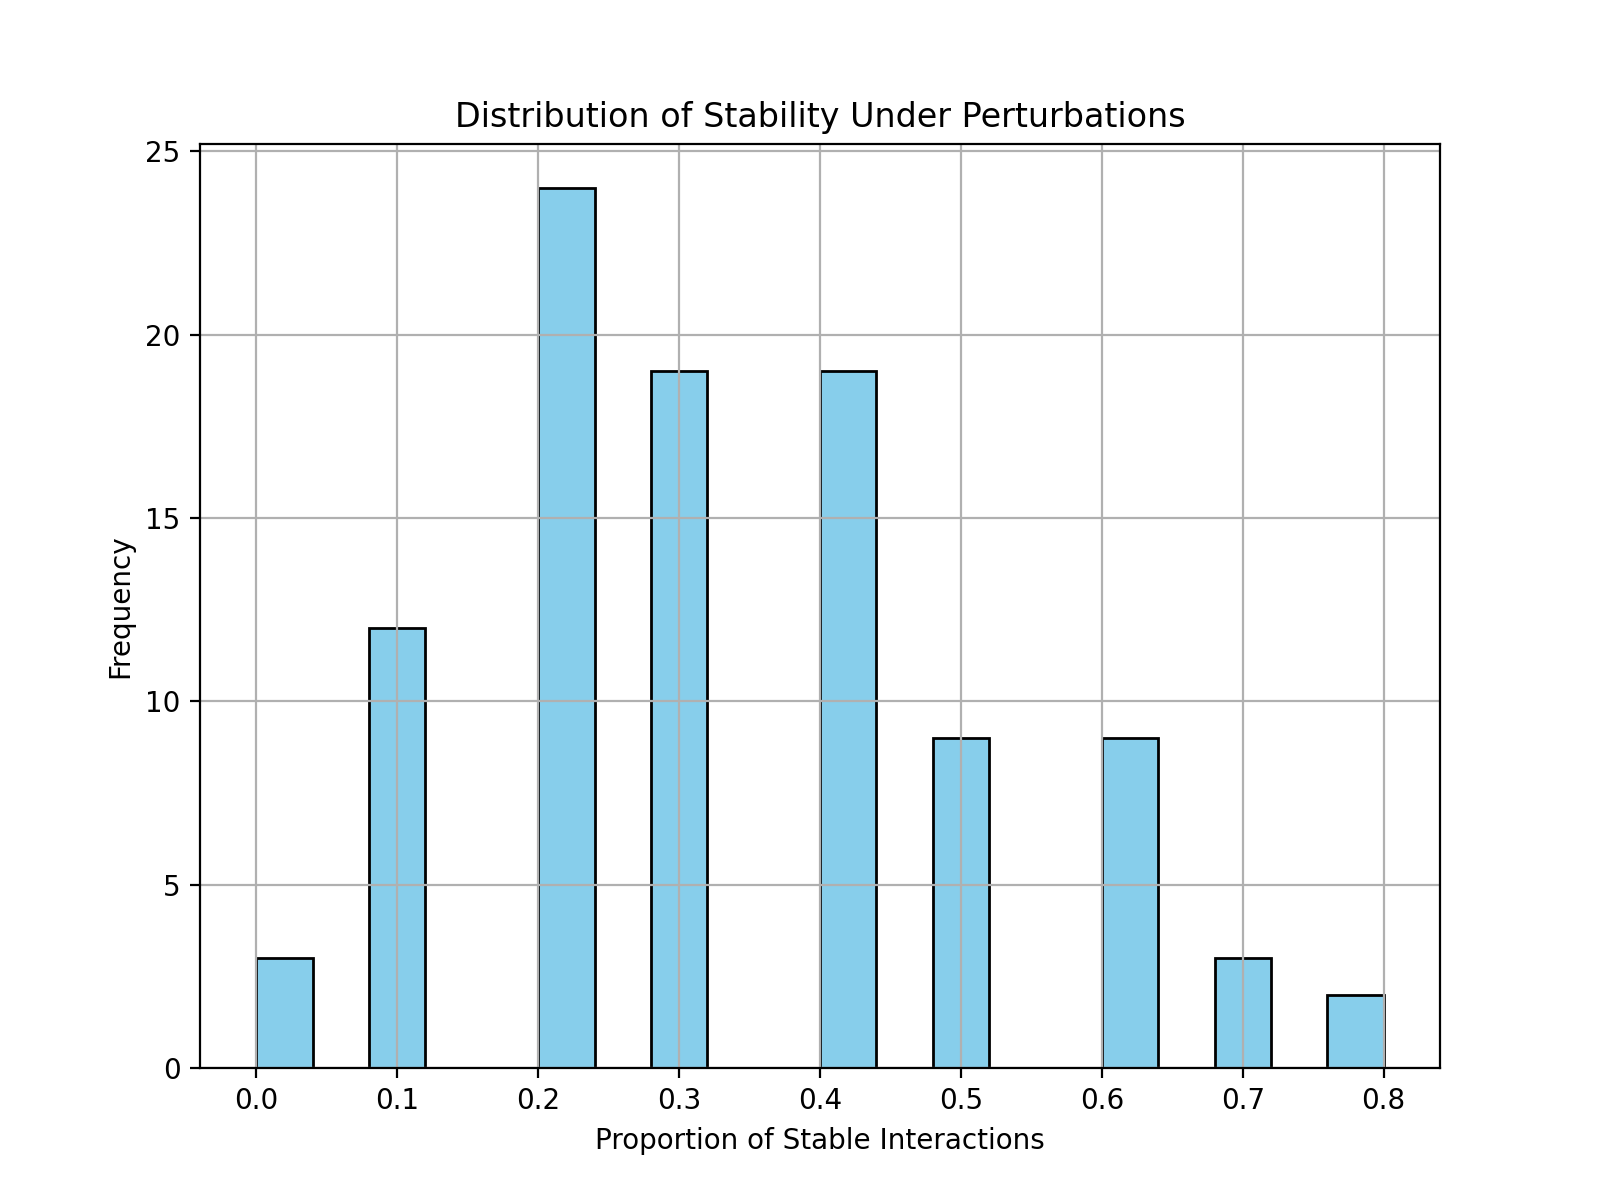 Distribution of Stability Under Perturbations
25
20
15
10
5
0
Frequency
0.0 0.1 0.2 0.3 0.4 0.5 0.6 0.7 0.8
Proportion of Stable Interactions